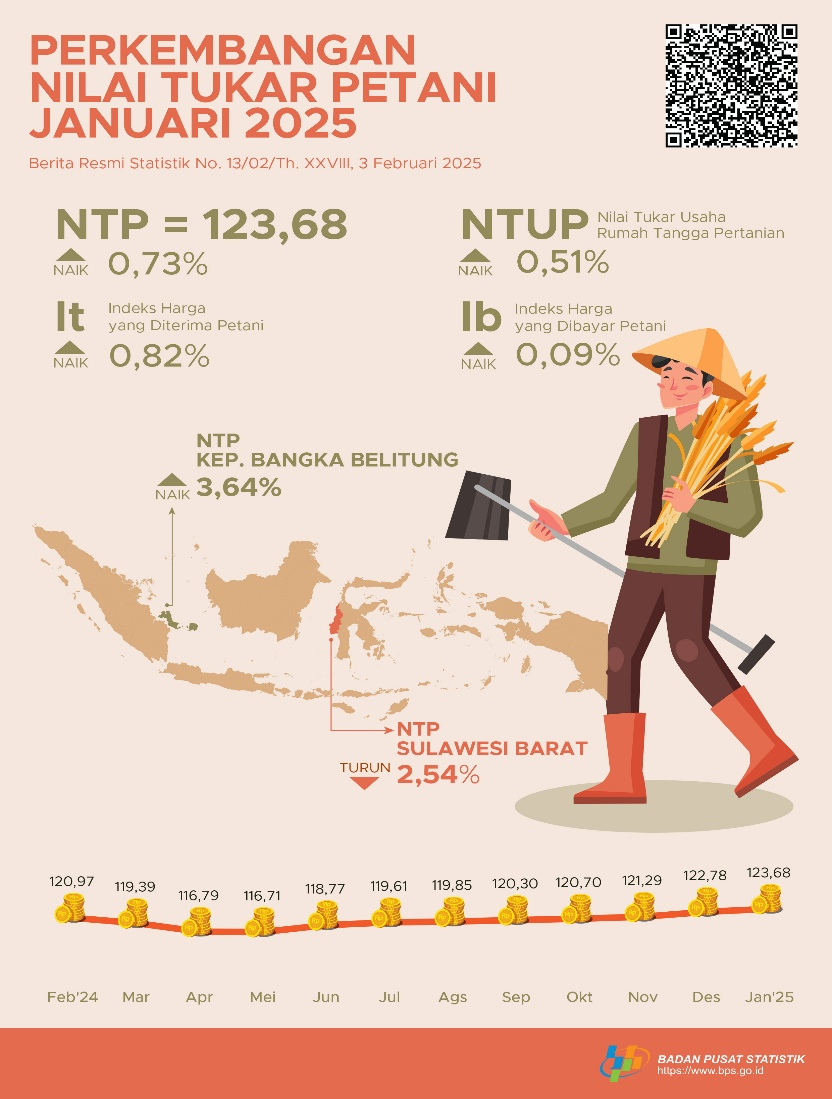 PERKEMBANGAN
NILAI TUKAR PETANI
JANUARI 2025
Berita Resmi Statistik No. 13/02/Th. XXVIII, 3 Februari 2025
NTP = 123,68
NAIK 0,73%
NTUP Nilai Tukar Usaha
Rumah Tangga Pertanian
NAIK 0,51%
It Indeks Harga
yang Diterima Petani
NAIK 0,82%
Ib Indeks Harga
yang Dibayar Petani
NAIK 0,09%
NTP
KEP. BANGKA BELITUNG
NAIK 3,64%
NTP
SULAWESI BARAT
TURUN 2,54%
120,97 119,39 116,79 116,71 118,77 119,61 119,85 120,30 120,70 121,29 122,78 123,68
Feb'24 Mar Apr Mei Jun Jul Ags Sep Okt Nov Des Jan'25
BADAN PUSAT STATISTIK
https://www.bps.go.id